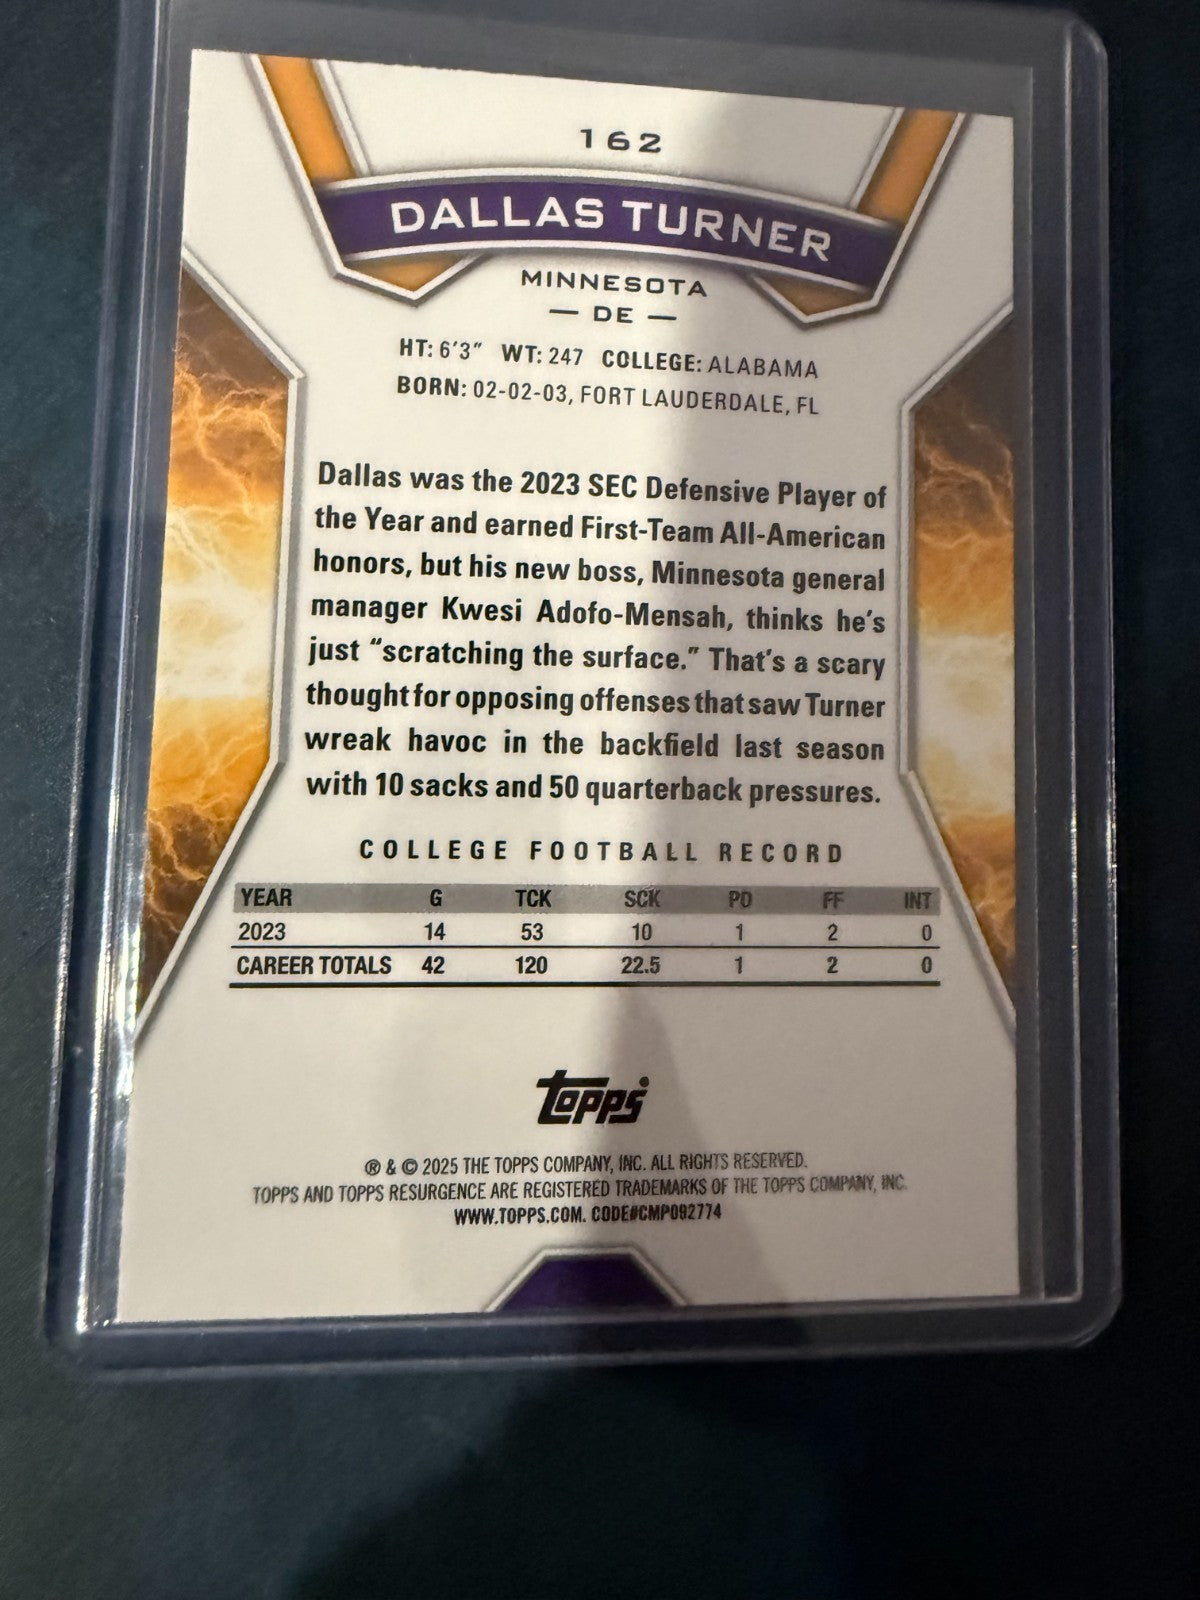 162
DALLAS TURNER
MINNESOTA
— DE —
HT: 6'3" WT: 247 COLLEGE: ALABAMA
BORN: 02-02-03, FORT LAUDERDALE, FL
Dallas was the 2023 SEC Defensive Player of
the Year and earned First-Team All-American
honors, but his new boss, Minnesota general
manager Kwesi Adofo-Mensah, thinks he's
just "scratching the surface." That's a scary
thought for opposing offenses that saw Turner
wreak havoc in the backfield last season
with 10 sacks and 50 quarterback pressures.
COLLEGE FOOTBALL RECORD
YEAR G TCK SCK PD FF INT
2023 14 53 10 1 2 0
CAREER TOTALS 42 120 22.5 1 2 0
topps
® & © 2025 THE TOPPS COMPANY, INC. ALL RIGHTS RESERVED.
TOPPS AND TOPPS RESURGENCE ARE REGISTERED TRADEMARKS OF THE TOPPS COMPANY, INC.
WWW.TOPPS.COM. CODE#CMP092774